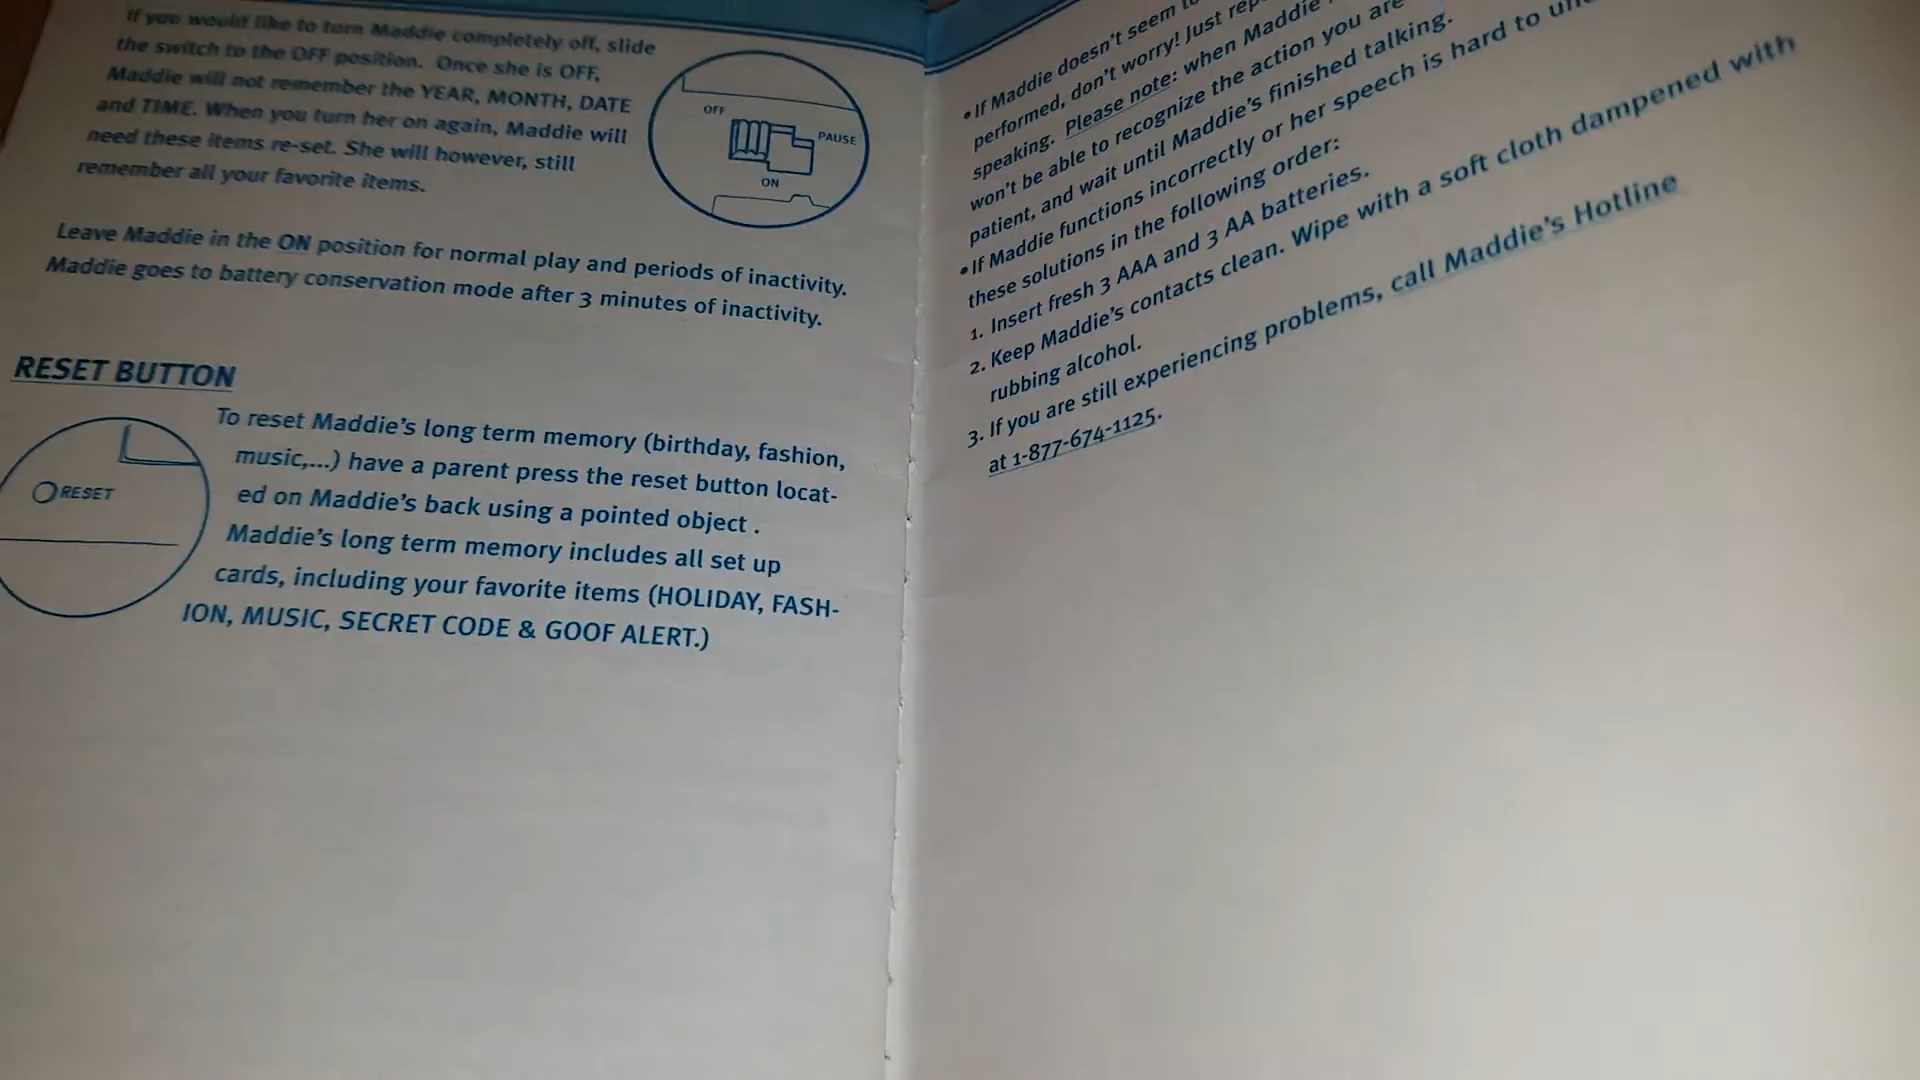 If you would like to turn Maddie completely off, slide
the switch to the OFF position. Once she is OFF,
Maddie will not remember the YEAR, MONTH, DATE
and TIME. When you turn her on again, Maddie will
need these items re-set. She will however, still
remember all your favorite items.
OFF
PAUSE
ON
Leave Maddie in the ON position for normal play and periods of inactivity.
Maddie goes to battery conservation mode after 3 minutes of inactivity.
RESET BUTTON
RESET
To reset Maddie's long term memory (birthday, fashion,
music,...) have a parent press the reset button locat-
ed on Maddie's back using a pointed object .
Maddie's long term memory includes all set up
cards, including your favorite items (HOLIDAY, FASH-
ION, MUSIC, SECRET CODE & GOOF ALERT.)
•If Maddie doesn't seem
performed, don't worry! Just
speaking. Please note: when Maddie
won't be able to recognize the action you are
patient, and wait until Maddie's finished talking.
•If Maddie functions incorrectly or her speech is hard to
these solutions in the following order:
1. Insert fresh 3 AAA and 3 AA batteries.
2. Keep Maddie's contacts clean. Wipe with a soft cloth dampened with
rubbing alcohol.
3. If you are still experiencing problems, call Maddie's Hotline
at 1-877-674-1125.